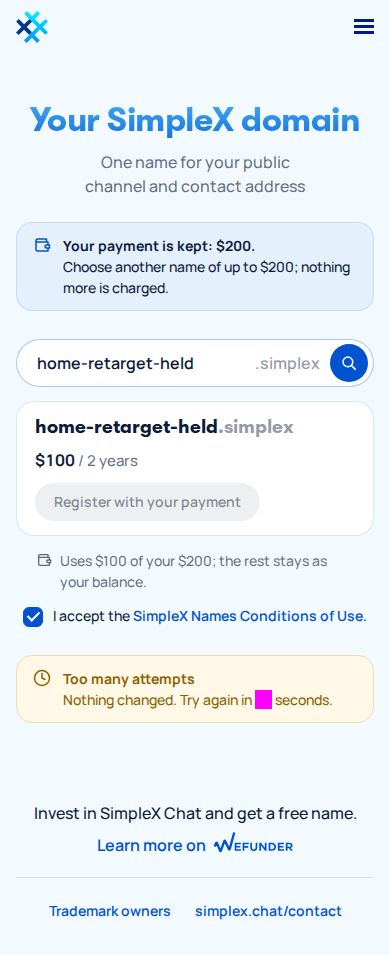 Your SimpleX domain
One name for your public
channel and contact address
Your payment is kept: $200.
Choose another name of up to $200; nothing
more is charged.
home-retarget-held .simplex
home-retarget-held.simplex
$100 / 2 years
Register with your payment
Uses $100 of your $200; the rest stays as
your balance.
I accept the SimpleX Names Conditions of Use.
Too many attempts
Nothing changed. Try again in seconds.
Invest in SimpleX Chat and get a free name.
Learn more on WEFUNDER
Trademark owners simplex.chat/contact